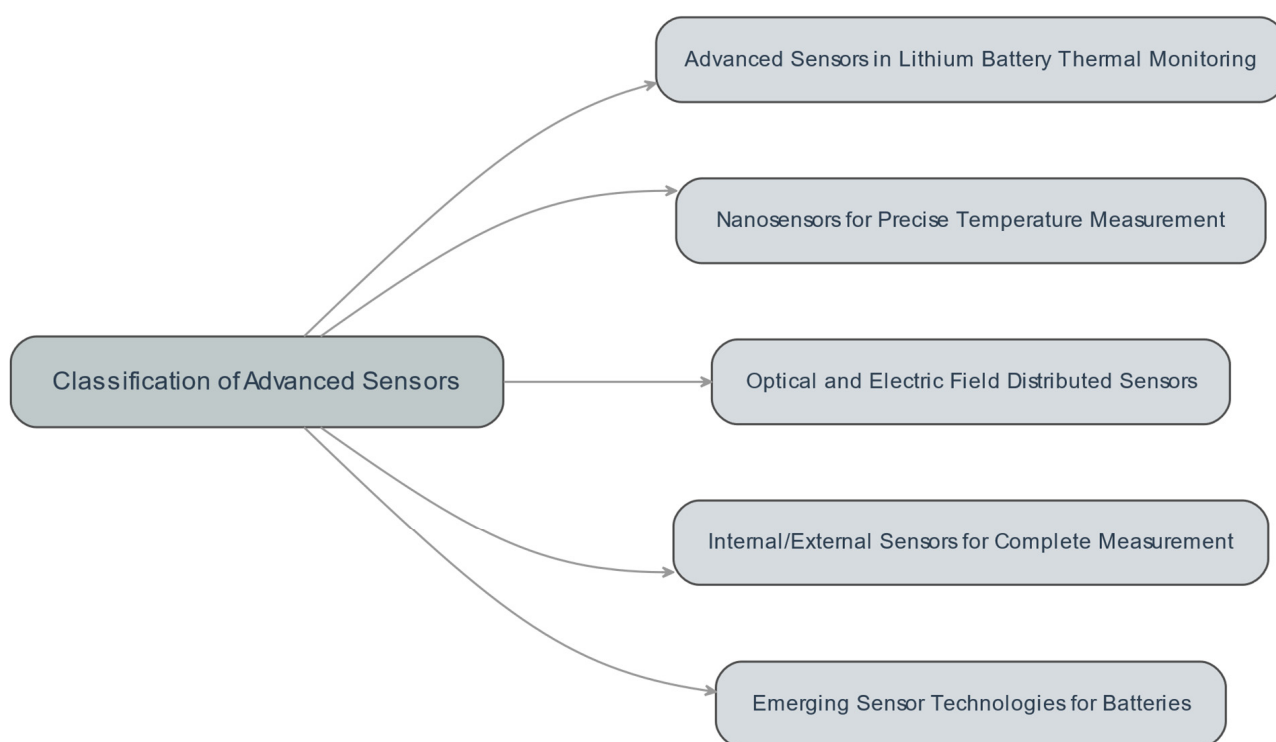 Advanced Sensors in Lithium Battery Thermal Monitoring
Nanosensors for Precise Temperature Measurement
Classification of Advanced Sensors
Optical and Electric Field Distributed Sensors
Internal/External Sensors for Complete Measurement
Emerging Sensor Technologies for Batteries